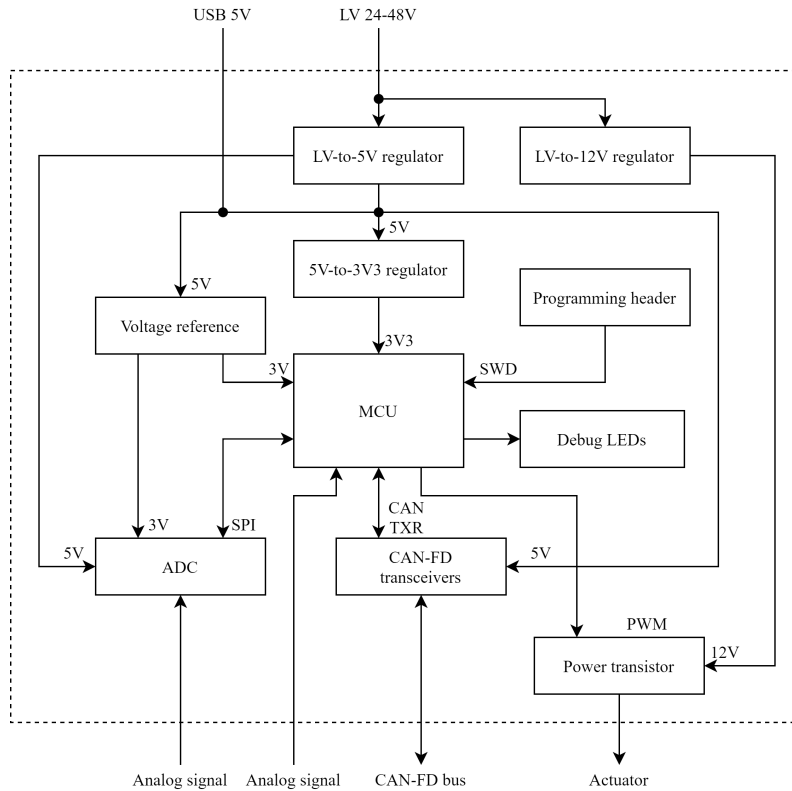 USB 5V
LV 24-48V
LV-to-5V regulator
LV-to-12V regulator
5V
5V-to-3V3 regulator
5V
Programming header
Voltage reference
3V3
3V
SWD
MCU
Debug LEDs
CAN
TXR
3V
SPI
5V
5V
ADC
CAN-FD
transceivers
PWM
12V
Power transistor
Analog signal
Analog signal
CAN-FD bus
Actuator